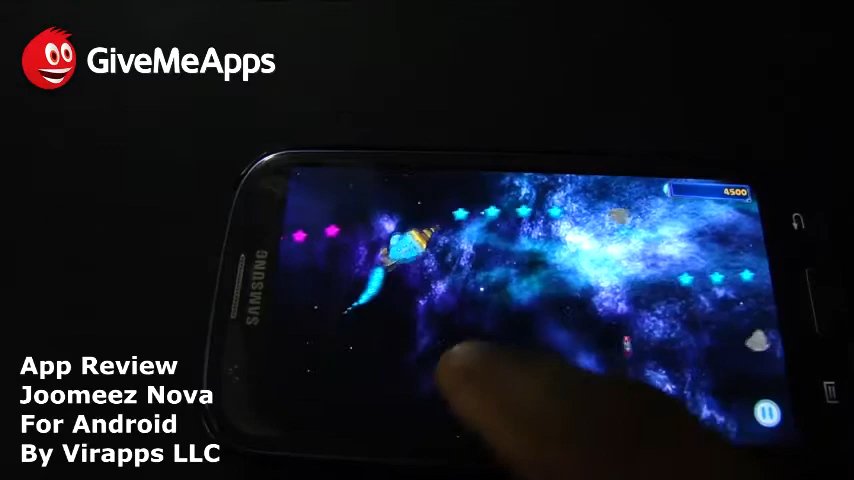 GiveMeApps
4500
SAMSUNG
App Review
Joomeez Nova
For Android
By Virapps LLC